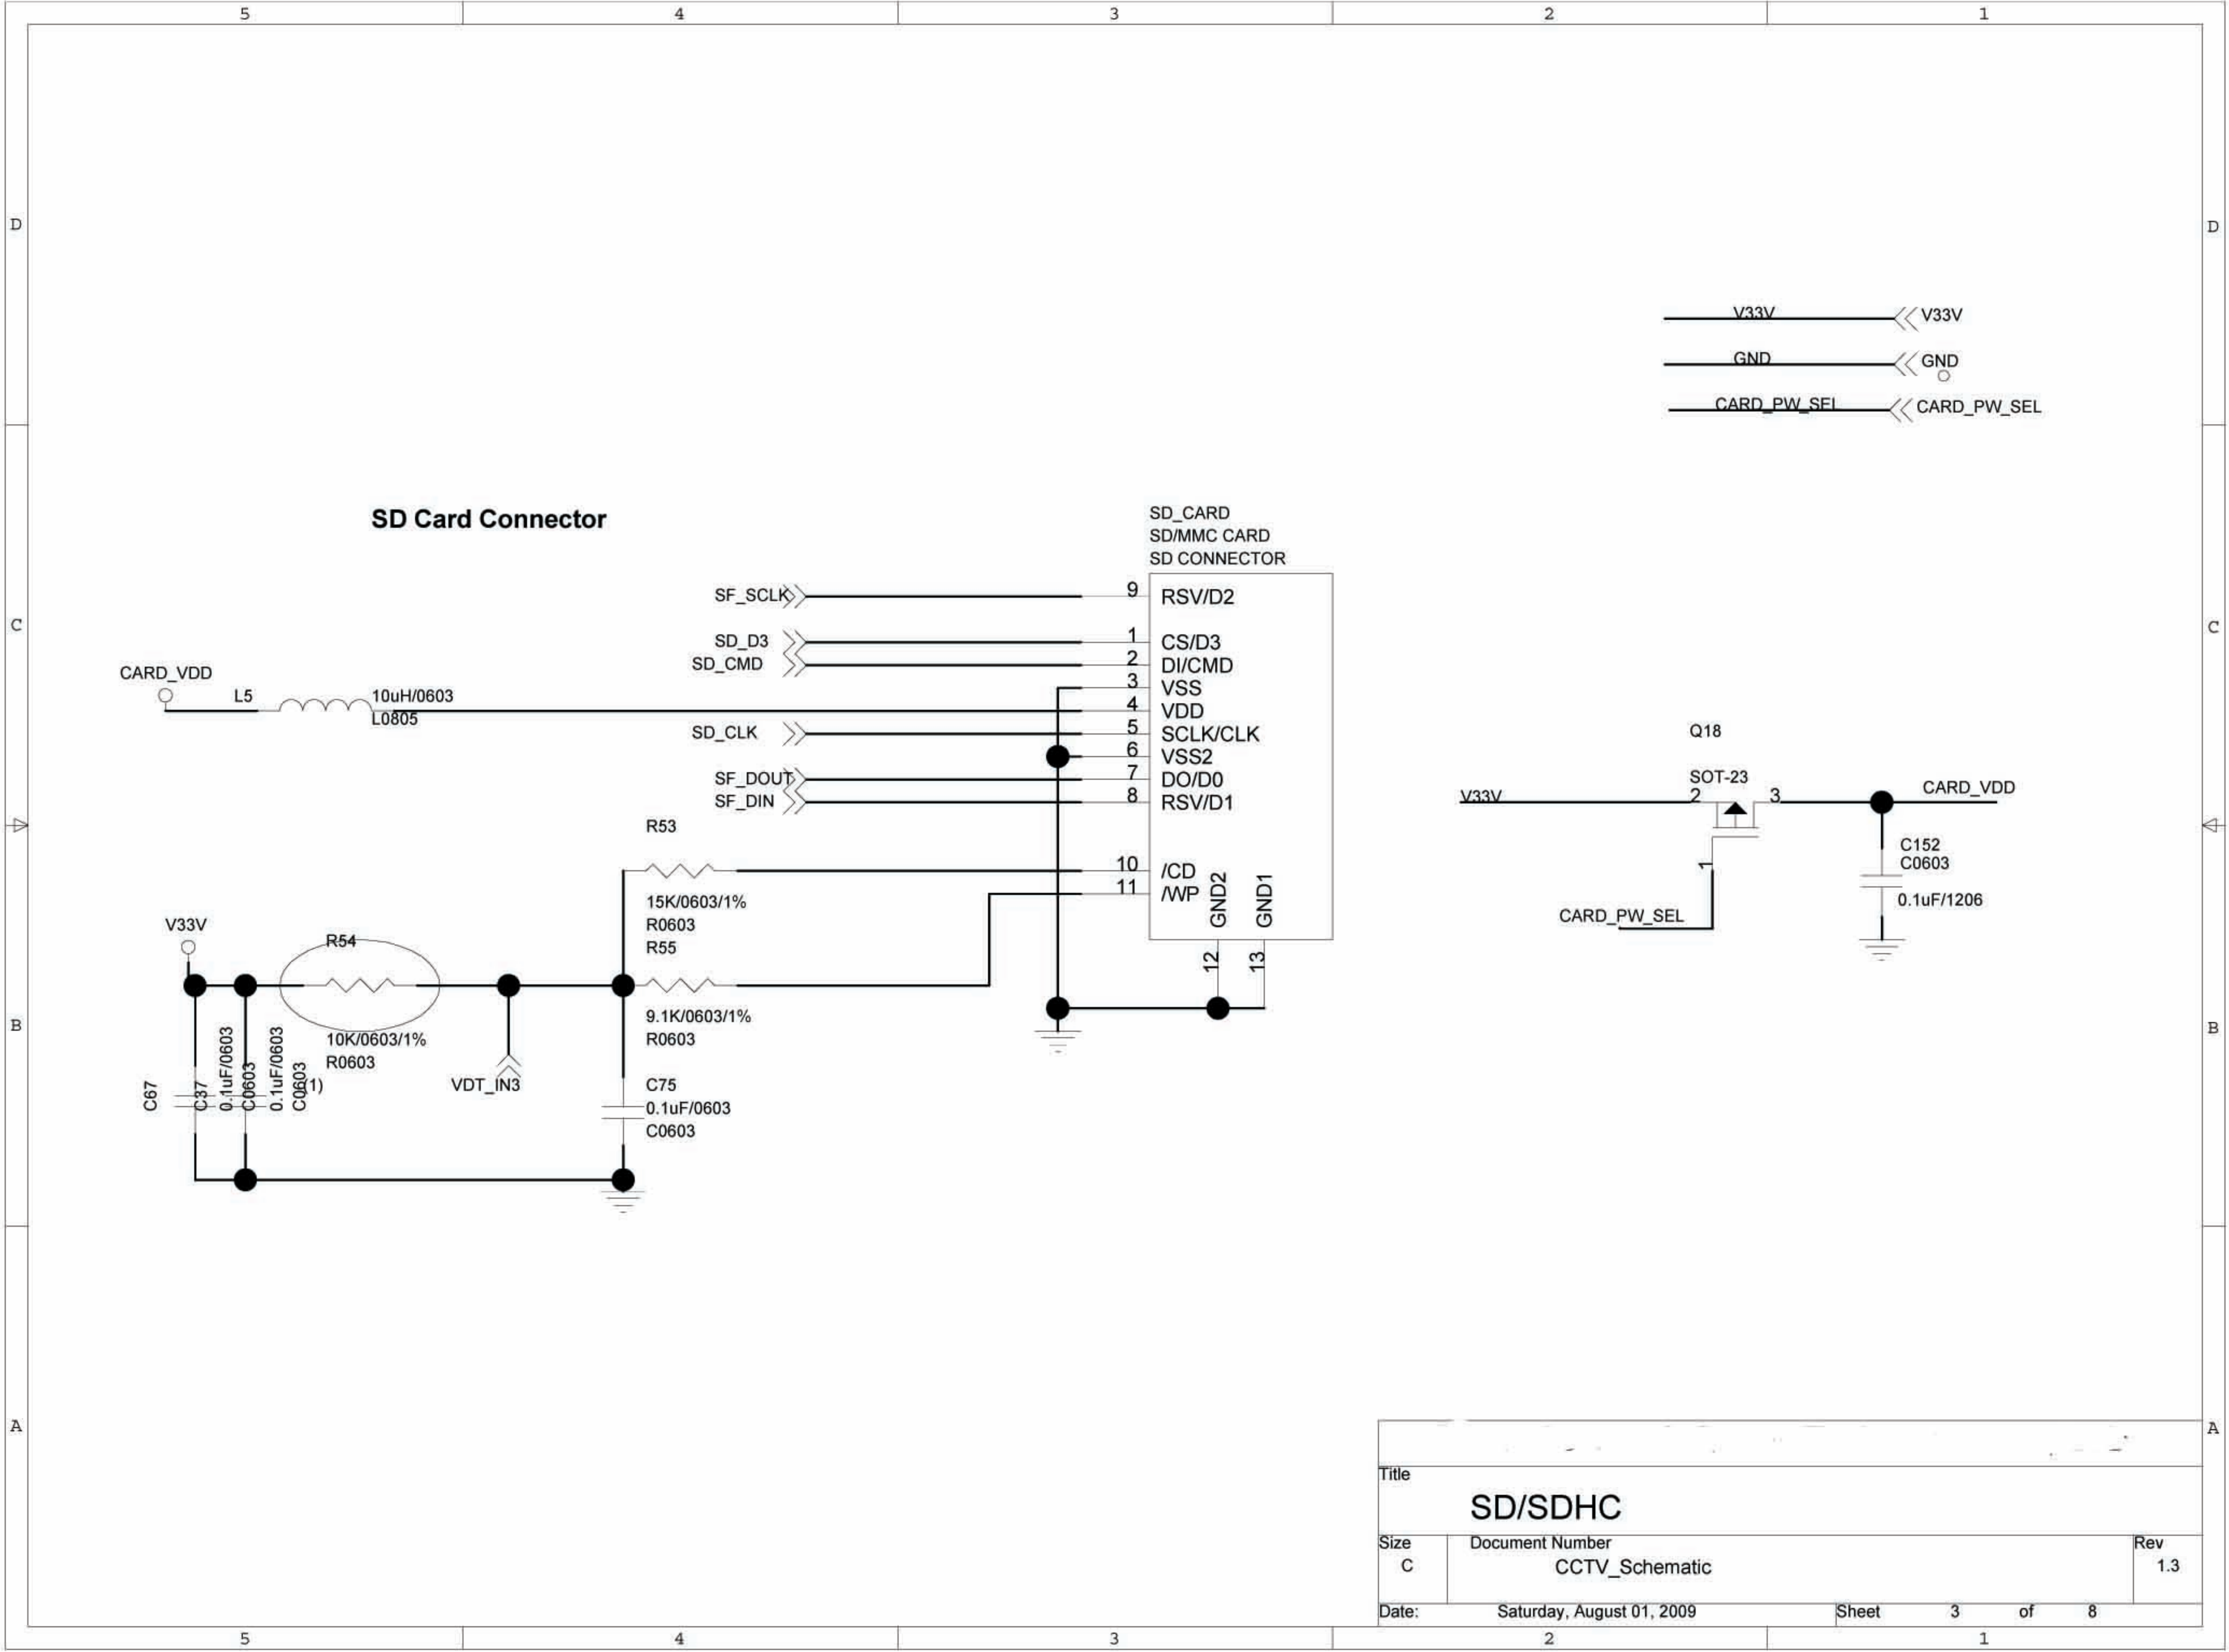 5 4 3 2 1
D D
V33V V33V
GND GND
CARD_PW_SEL CARD_PW_SEL
SD Card Connector
SD_CARD
SD/MMC CARD
SD CONNECTOR
SF_SCLK 9 RSV/D2
C C
SD_D3 1 CS/D3
SD_CMD 2 DI/CMD
3 VSS
CARD_VDD
L5 10uH/0603
L0805
4 VDD
SD_CLK 5 SCLK/CLK
6 VSS2
SF_DOUT 7 DO/D0
SF_DIN 8 RSV/D1
Q18
SOT-23
V33V 2 3 CARD_VDD
1
CARD_PW_SEL
C152
C0603
0.1uF/1206
R53
10 /CD
11 /WP
GND2
GND1
12
13
15K/0603/1%
R0603
R55
V33V
R54
9.1K/0603/1%
R0603
B B
10K/0603/1%
R0603
C67
C37
0.1uF/0603
C0603
0.1uF/0603
C0603
(1)
VDT_IN3
C75
0.1uF/0603
C0603
A A
Title
SD/SDHC
Size Document Number Rev
C CCTV_Schematic 1.3
Date: Saturday, August 01, 2009 Sheet 3 of 8
5 4 3 2 1